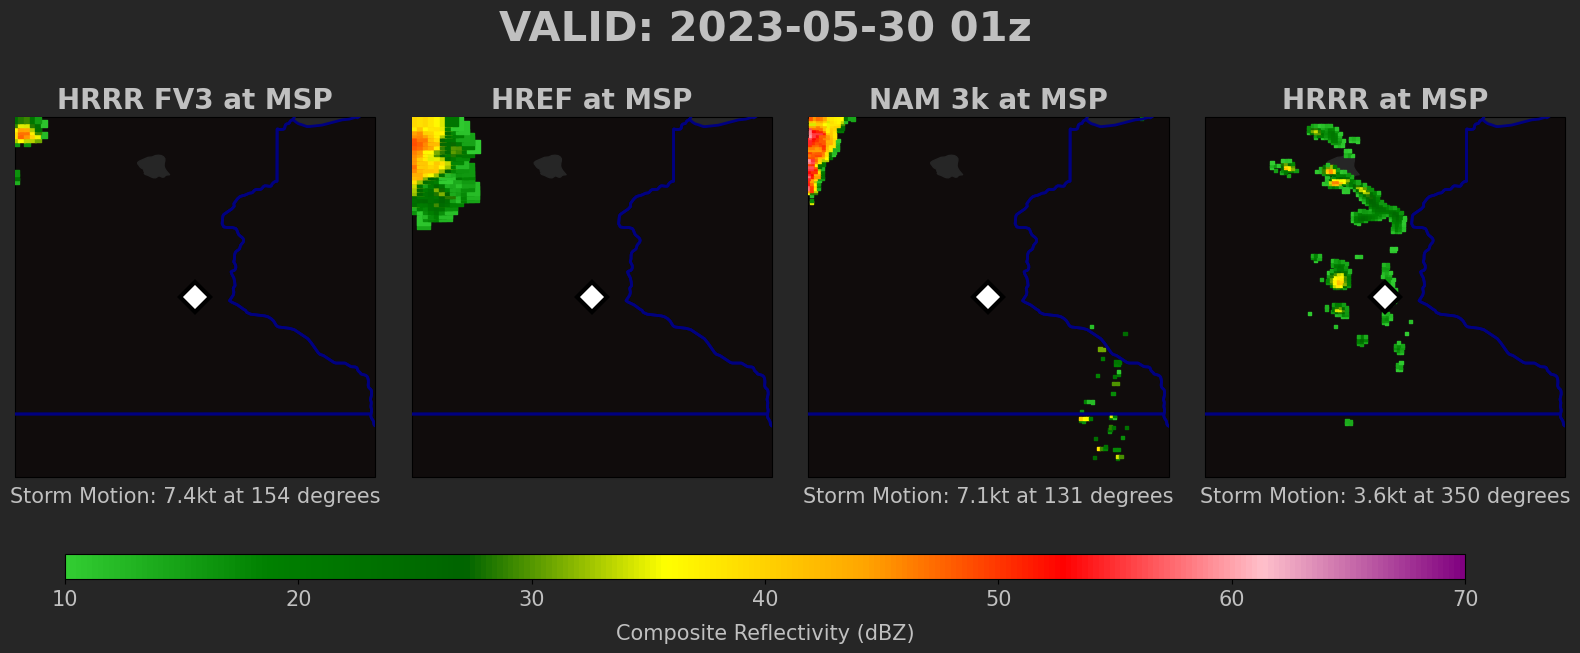 VALID: 2023-05-30 01z
HRRR FV3 at MSP
HREF at MSP
NAM 3k at MSP
HRRR at MSP
Storm Motion: 7.4kt at 154 degrees
Storm Motion: 7.1kt at 131 degrees
Storm Motion: 3.6kt at 350 degrees
10 20 30 40 50 60 70
Composite Reflectivity (dBZ)